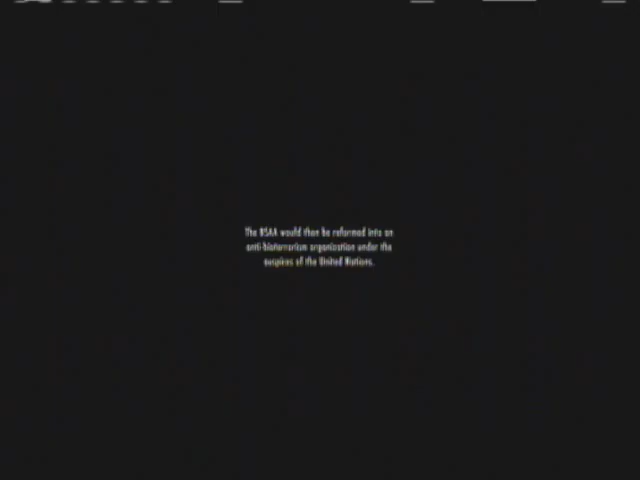 The BSAA would then be reformed into an
anti-bioterrorism organization under the
auspices of the United Nations.